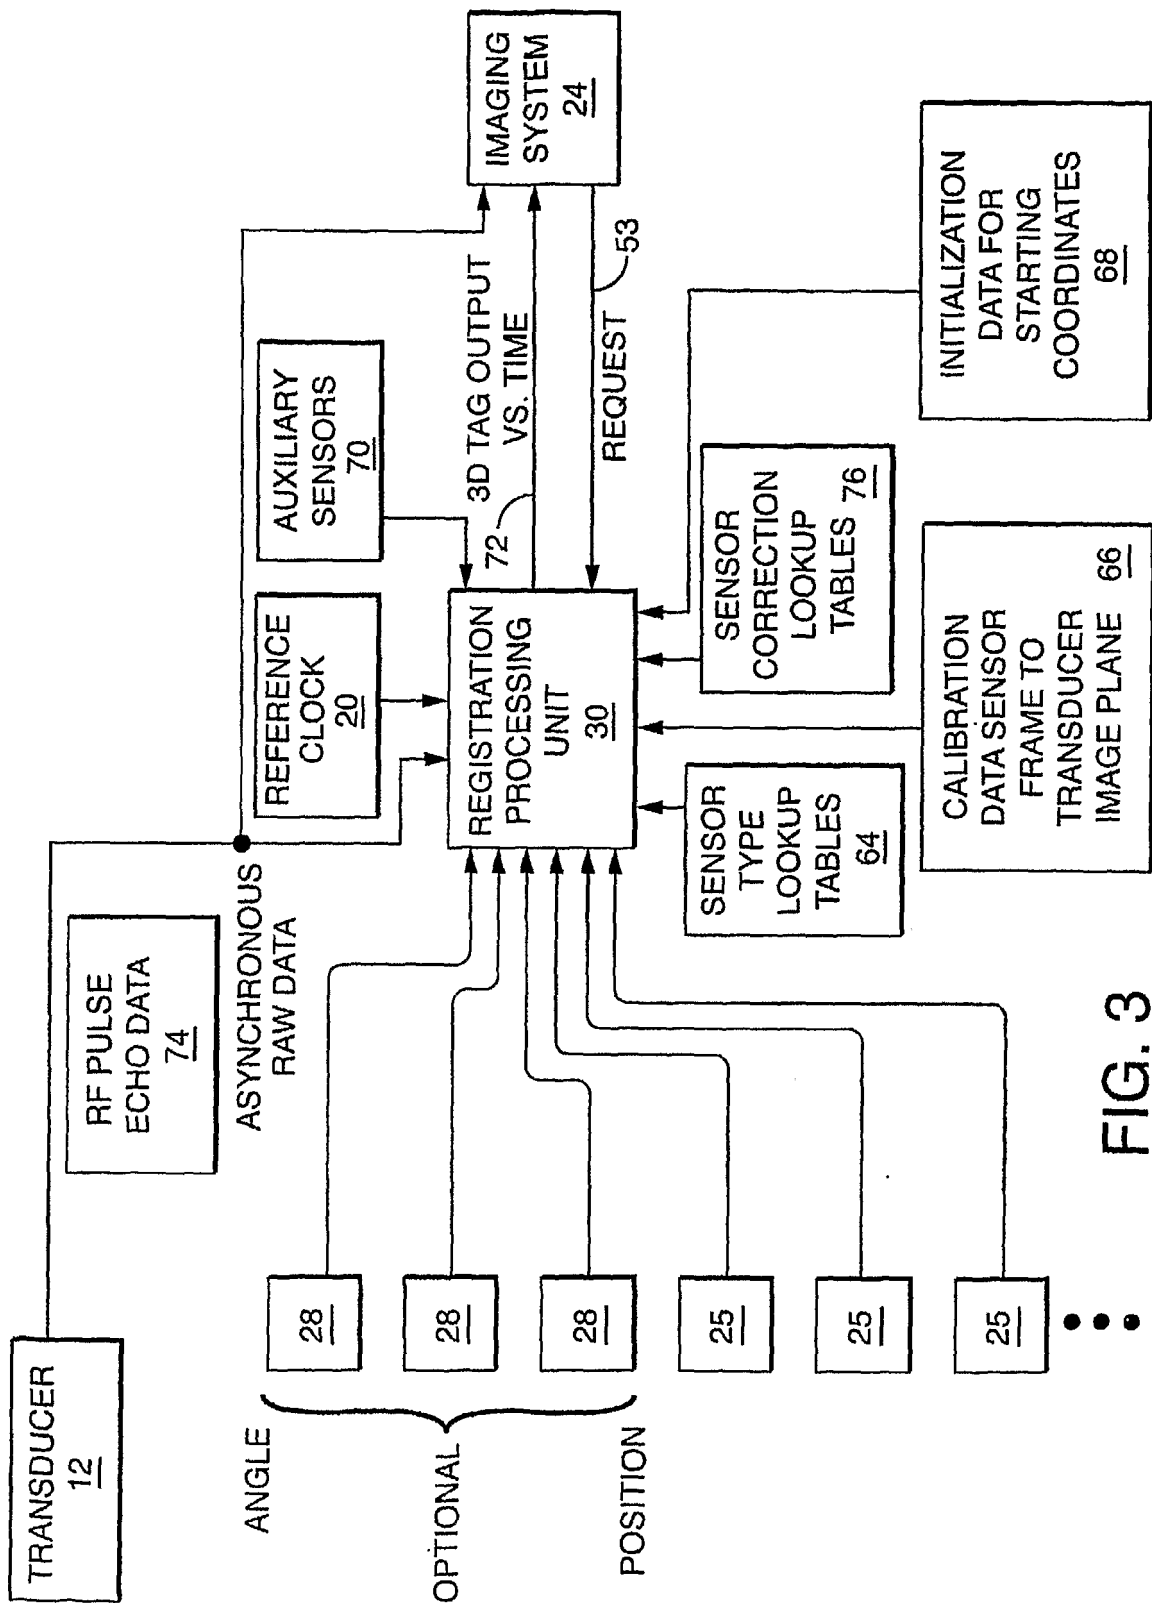 TRANSDUCER
12
RF PULSE
ECHO DATA
74
ASYNCHRONOUS
RAW DATA
REFERENCE
CLOCK
20
AUXILIARY
SENSORS
70
IMAGING
SYSTEM
24
3D TAG OUTPUT
VS. TIME
72
REQUEST
53
REGISTRATION
PROCESSING
UNIT
30
ANGLE
OPTIONAL
POSITION
28
28
28
25
25
25
SENSOR
TYPE
LOOKUP
TABLES
64
SENSOR
CORRECTION
LOOKUP
TABLES 76
CALIBRATION
DATA SENSOR
FRAME TO
TRANSDUCER
IMAGE PLANE 66
INITIALIZATION
DATA FOR
STARTING
COORDINATES
68
FIG. 3